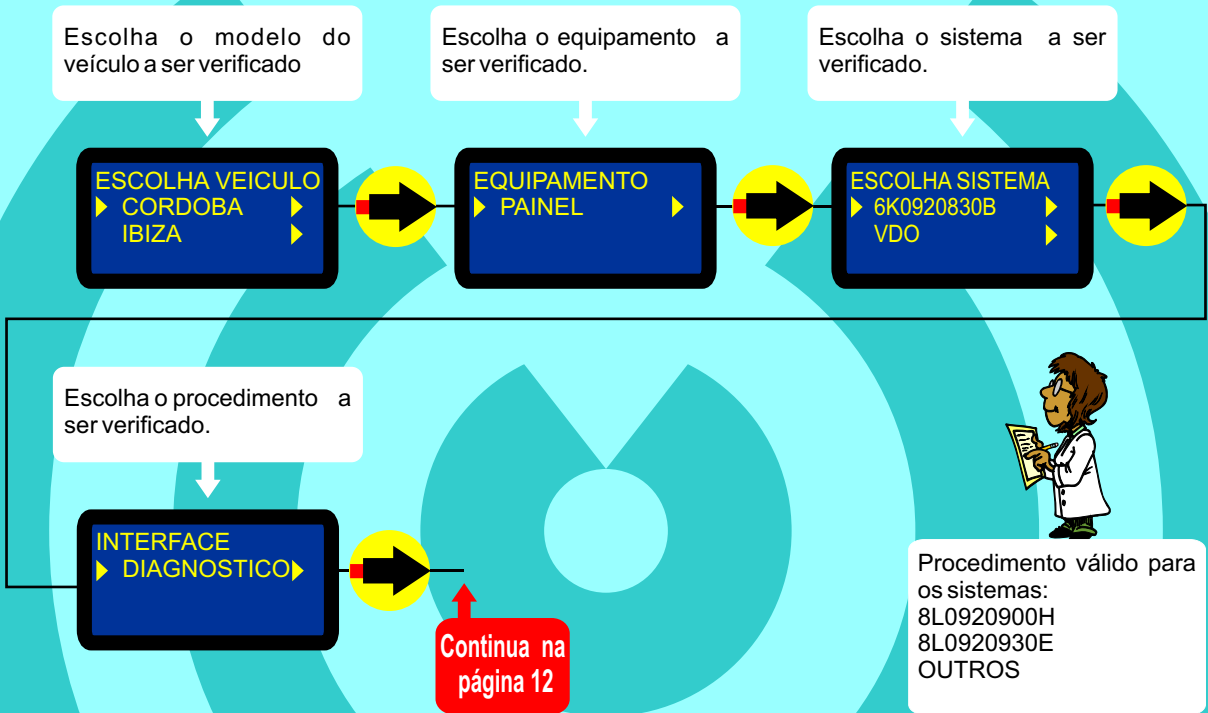 Escolha o modelo do
veículo a ser verificado
Escolha o equipamento a
ser verificado.
Escolha o sistema a ser
verificado.
ESCOLHA VEICULO
CORDOBA
IBIZA
EQUIPAMENTO
PAINEL
ESCOLHA SISTEMA
6K0920830B
VDO
Escolha o procedimento a
ser verificado.
INTERFACE
DIAGNOSTICO
Continua na
página 12
Procedimento válido para
os sistemas:
8L0920900H
8L0920930E
OUTROS